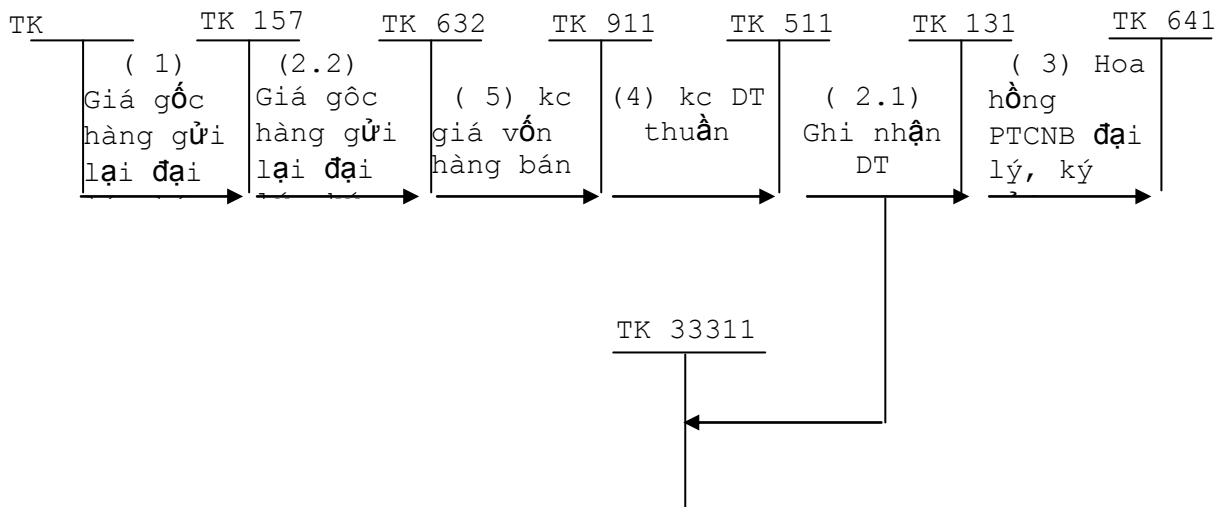 TK
TK 157
TK 632
TK 911
TK 511
TK 131
TK 641
( 1)
Giá gốc
hàng gửi
lại đại
(2.2)
Giá gôc
hàng gửi
lại đại
( 5) kc
giá vốn
hàng bán
(4) kc DT
thuần
( 2.1)
Ghi nhận
DT
( 3) Hoa
hồng
PTCNB đại
lý, ký
TK 33311